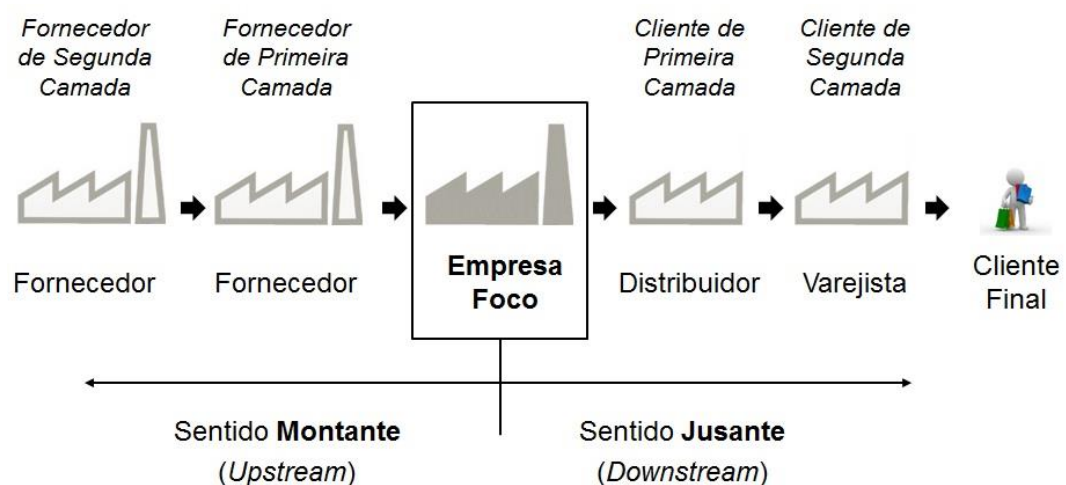 Fornecedor
de Segunda
Camada
Fornecedor
de Primeira
Camada
Cliente de
Primeira
Camada
Cliente de
Segunda
Camada
Fornecedor
Fornecedor
Empresa
Foco
Distribuidor
Varejista
Cliente
Final
Sentido Montante
(Upstream)
Sentido Jusante
(Downstream)